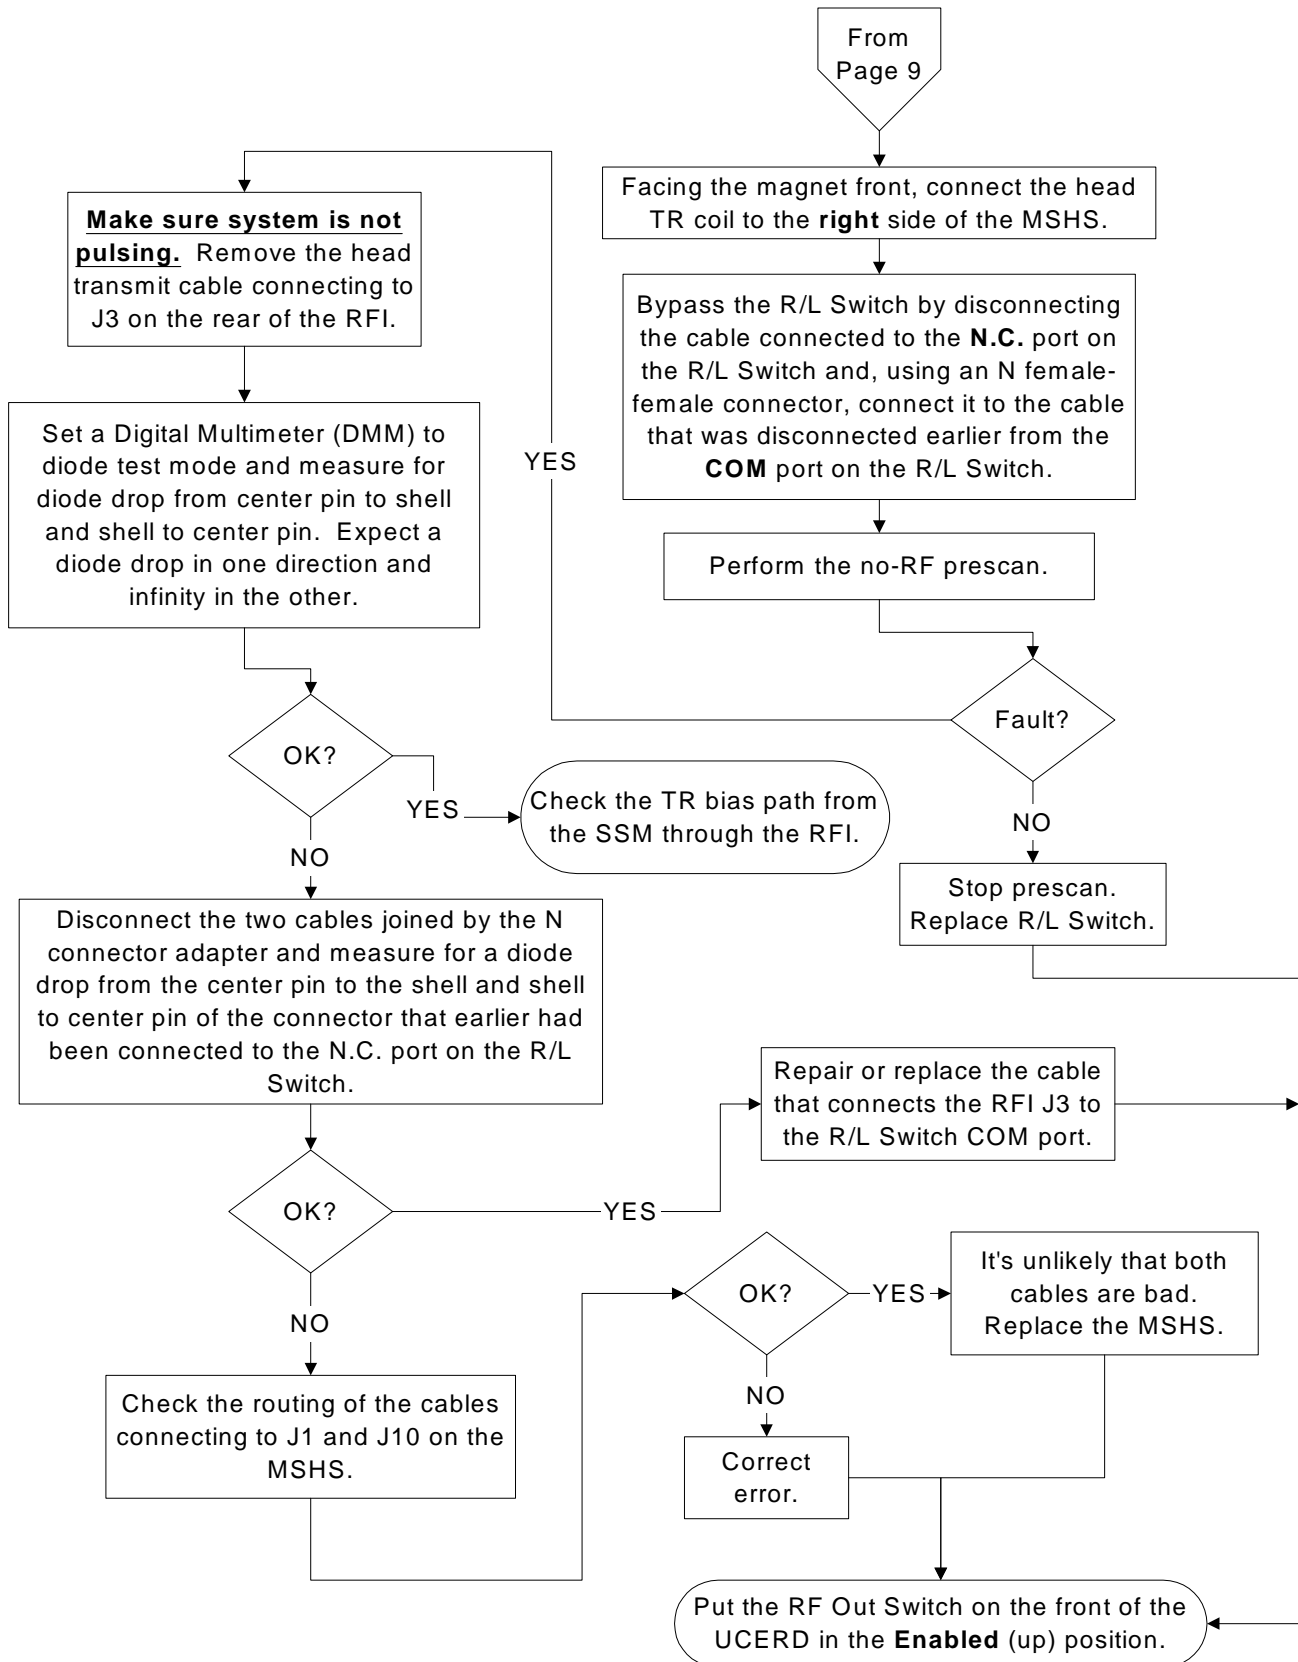 From
Page 9
Facing the magnet front, connect the head
TR coil to the right side of the MSHS.
Bypass the R/L Switch by disconnecting
the cable connected to the N.C. port on
the R/L Switch and, using an N female-
female connector, connect it to the cable
that was disconnected earlier from the
COM port on the R/L Switch.
Perform the no-RF prescan.
Fault?
YES
NO
Stop prescan.
Replace R/L Switch.
Make sure system is not
pulsing. Remove the head
transmit cable connecting to
J3 on the rear of the RFI.
Set a Digital Multimeter (DMM) to
diode test mode and measure for
diode drop from center pin to shell
and shell to center pin. Expect a
diode drop in one direction and
infinity in the other.
OK?
YES
Check the TR bias path from
the SSM through the RFI.
NO
Disconnect the two cables joined by the N
connector adapter and measure for a diode
drop from the center pin to the shell and shell
to center pin of the connector that earlier had
been connected to the N.C. port on the R/L
Switch.
OK?
YES
Repair or replace the cable
that connects the RFI J3 to
the R/L Switch COM port.
NO
Check the routing of the cables
connecting to J1 and J10 on the
MSHS.
OK?
YES
It's unlikely that both
cables are bad.
Replace the MSHS.
NO
Correct
error.
Put the RF Out Switch on the front of the
UCERD in the Enabled (up) position.